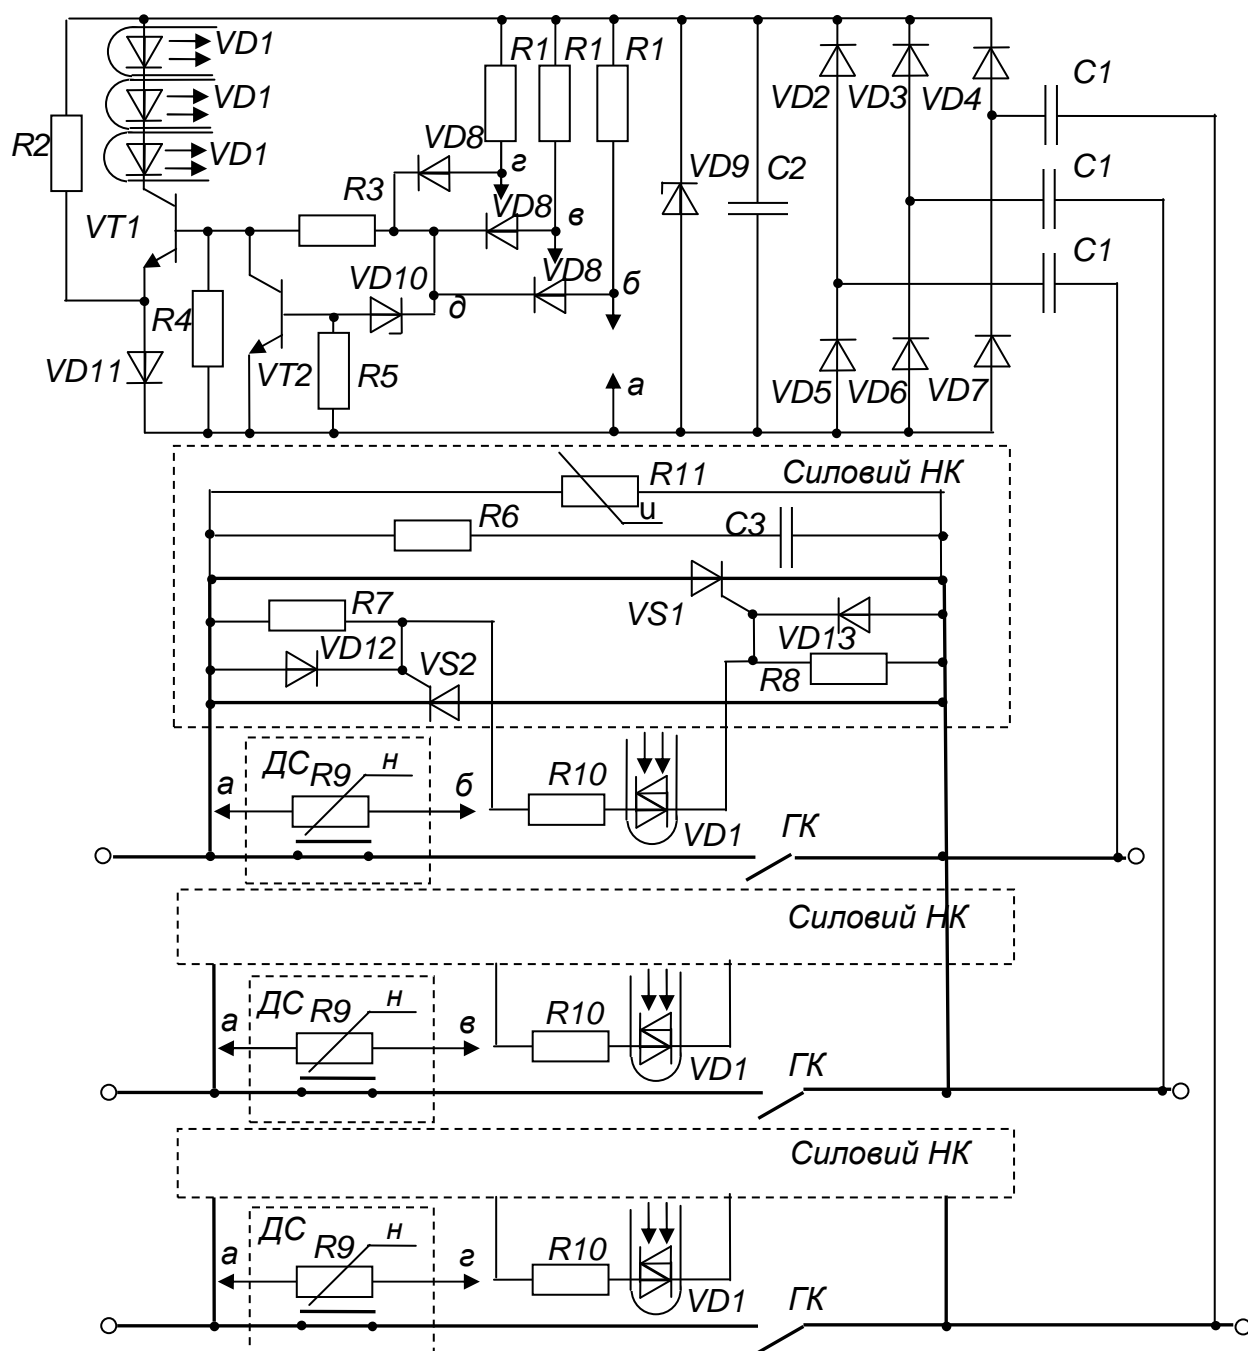 VD1
R1 R1 R1
C1
VD2 VD3 VD4
VD1
R2
VD8 г
VD9 C2
VD1
R3
VD8 в
C1
VT1
VD10
VD8 б
C1
д
R4
VD11
VT2 R5
а
VD5 VD6 VD7
Силовий НК
R11
u
R6
C3
R7
VS1
VD12
VS2
VD13
R8
ДС R9 н
а
б
R10
VD1
ГК
Силовий НК
ДС R9 н
а
в
R10
VD1
ГК
Силовий НК
ДС R9 н
а
г
R10
VD1
ГК